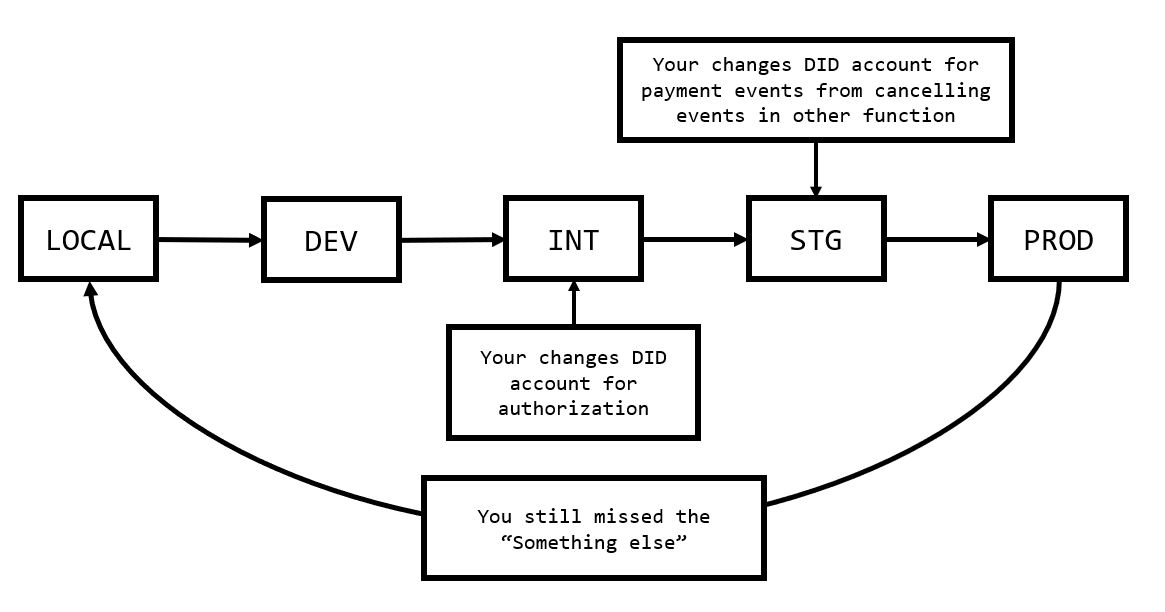 Your changes DID account for
payment events from cancelling
events in other function
LOCAL
DEV
INT
STG
PROD
Your changes DID
account for
authorization
You still missed the
“Something else”